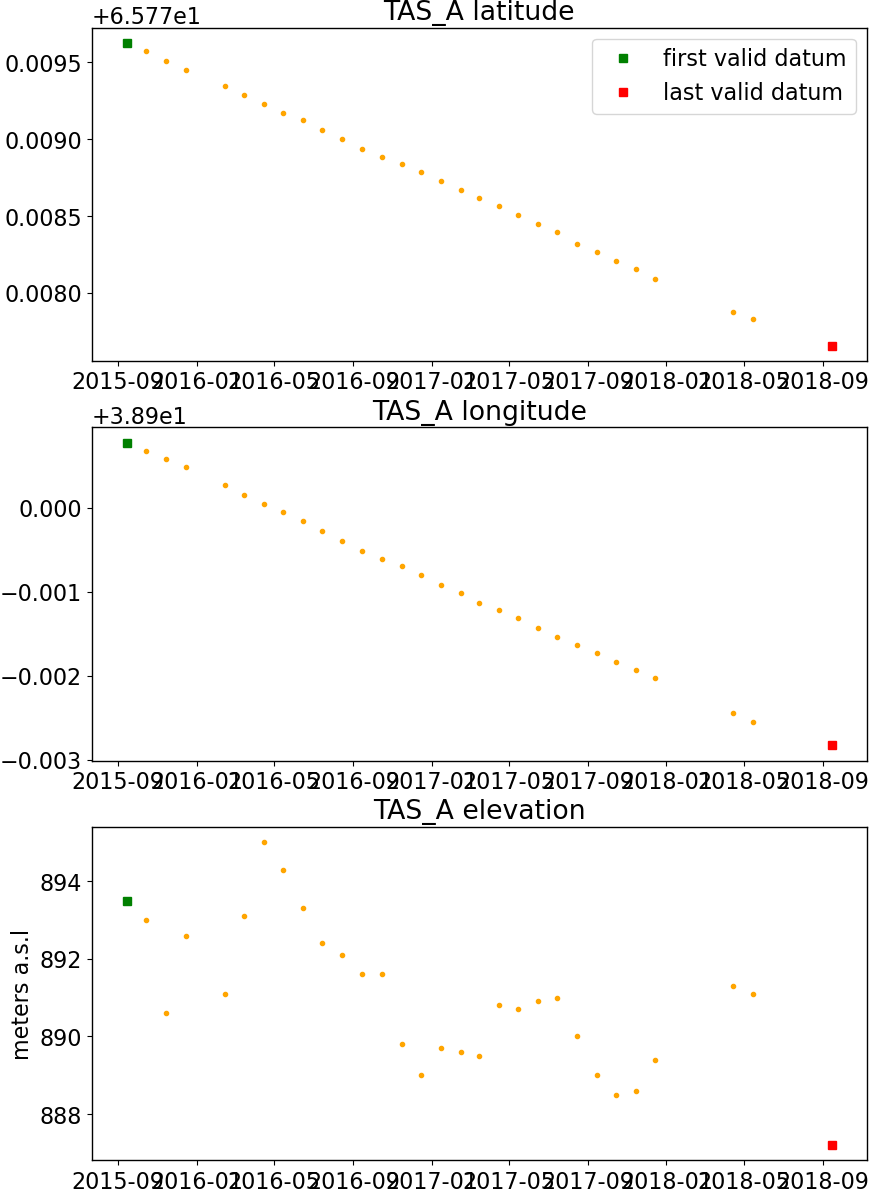 TAS_A latitude
+6.577e1
first valid datum
last valid datum
0.0095
0.0090
0.0085
0.0080
2015-09 2016-01 2016-05 2016-09 2017-01 2017-05 2017-09 2018-01 2018-05 2018-09
TAS_A longitude
+3.89e1
0.000
−0.001
−0.002
−0.003
2015-09 2016-01 2016-05 2016-09 2017-01 2017-05 2017-09 2018-01 2018-05 2018-09
TAS_A elevation
meters a.s.l
894
892
890
888
2015-09 2016-01 2016-05 2016-09 2017-01 2017-05 2017-09 2018-01 2018-05 2018-09